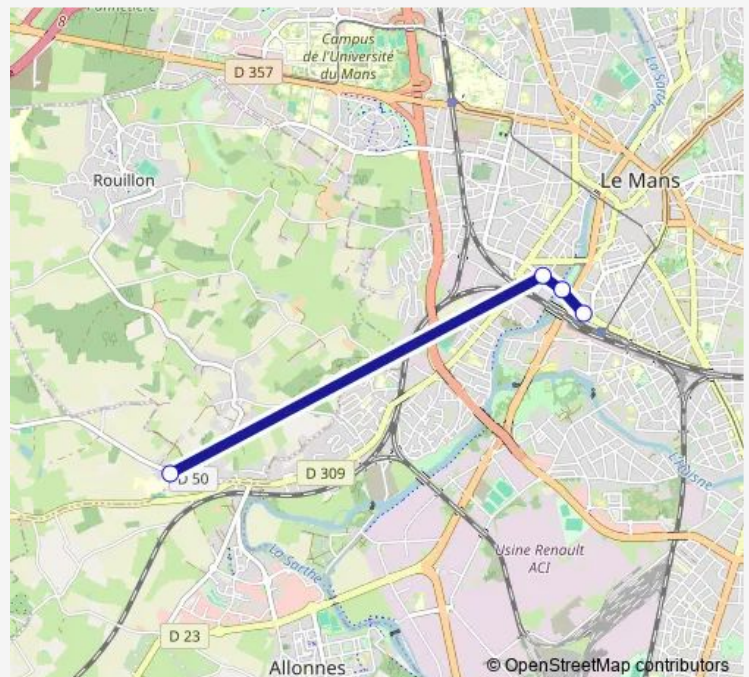 8
Campus
de l'Université
du Mans
La Sarthe
D 357
Rouillon
Le Mans
D 50
D 309
L'Huisne
La Sarthe
Usine Renault
ACI
D 23
Allonnes
© OpenStreetMap contributors